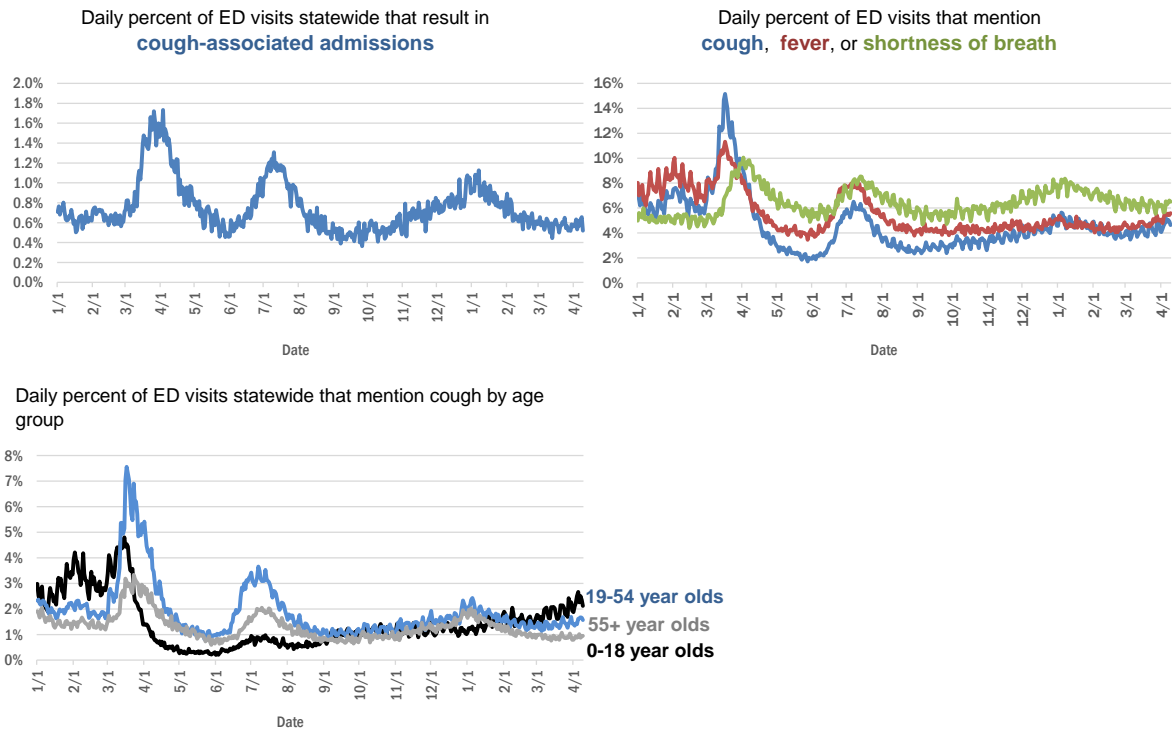 Daily percent of ED visits statewide that result in
cough-associated admissions
2.0%
1.8%
1.6%
1.4%
1.2%
1.0%
0.8%
0.6%
0.4%
0.2%
0.0%
1/1 2/1 3/1 4/1 5/1 6/1 7/1 8/1 9/1 10/1 11/1 12/1 1/1 2/1 3/1 4/1
Date
Daily percent of ED visits that mention
cough, fever, or shortness of breath
16%
14%
12%
10%
8%
6%
4%
2%
0%
1/1 2/1 3/1 4/1 5/1 6/1 7/1 8/1 9/1 10/1 11/1 12/1 1/1 2/1 3/1 4/1
Date
Daily percent of ED visits statewide that mention cough by age
group
8%
7%
6%
5%
4%
3%
2%
1%
0%
19-54 year olds
55+ year olds
0-18 year olds
1/1 2/1 3/1 4/1 5/1 6/1 7/1 8/1 9/1 10/1 11/1 12/1 1/1 2/1 3/1 4/1
Date